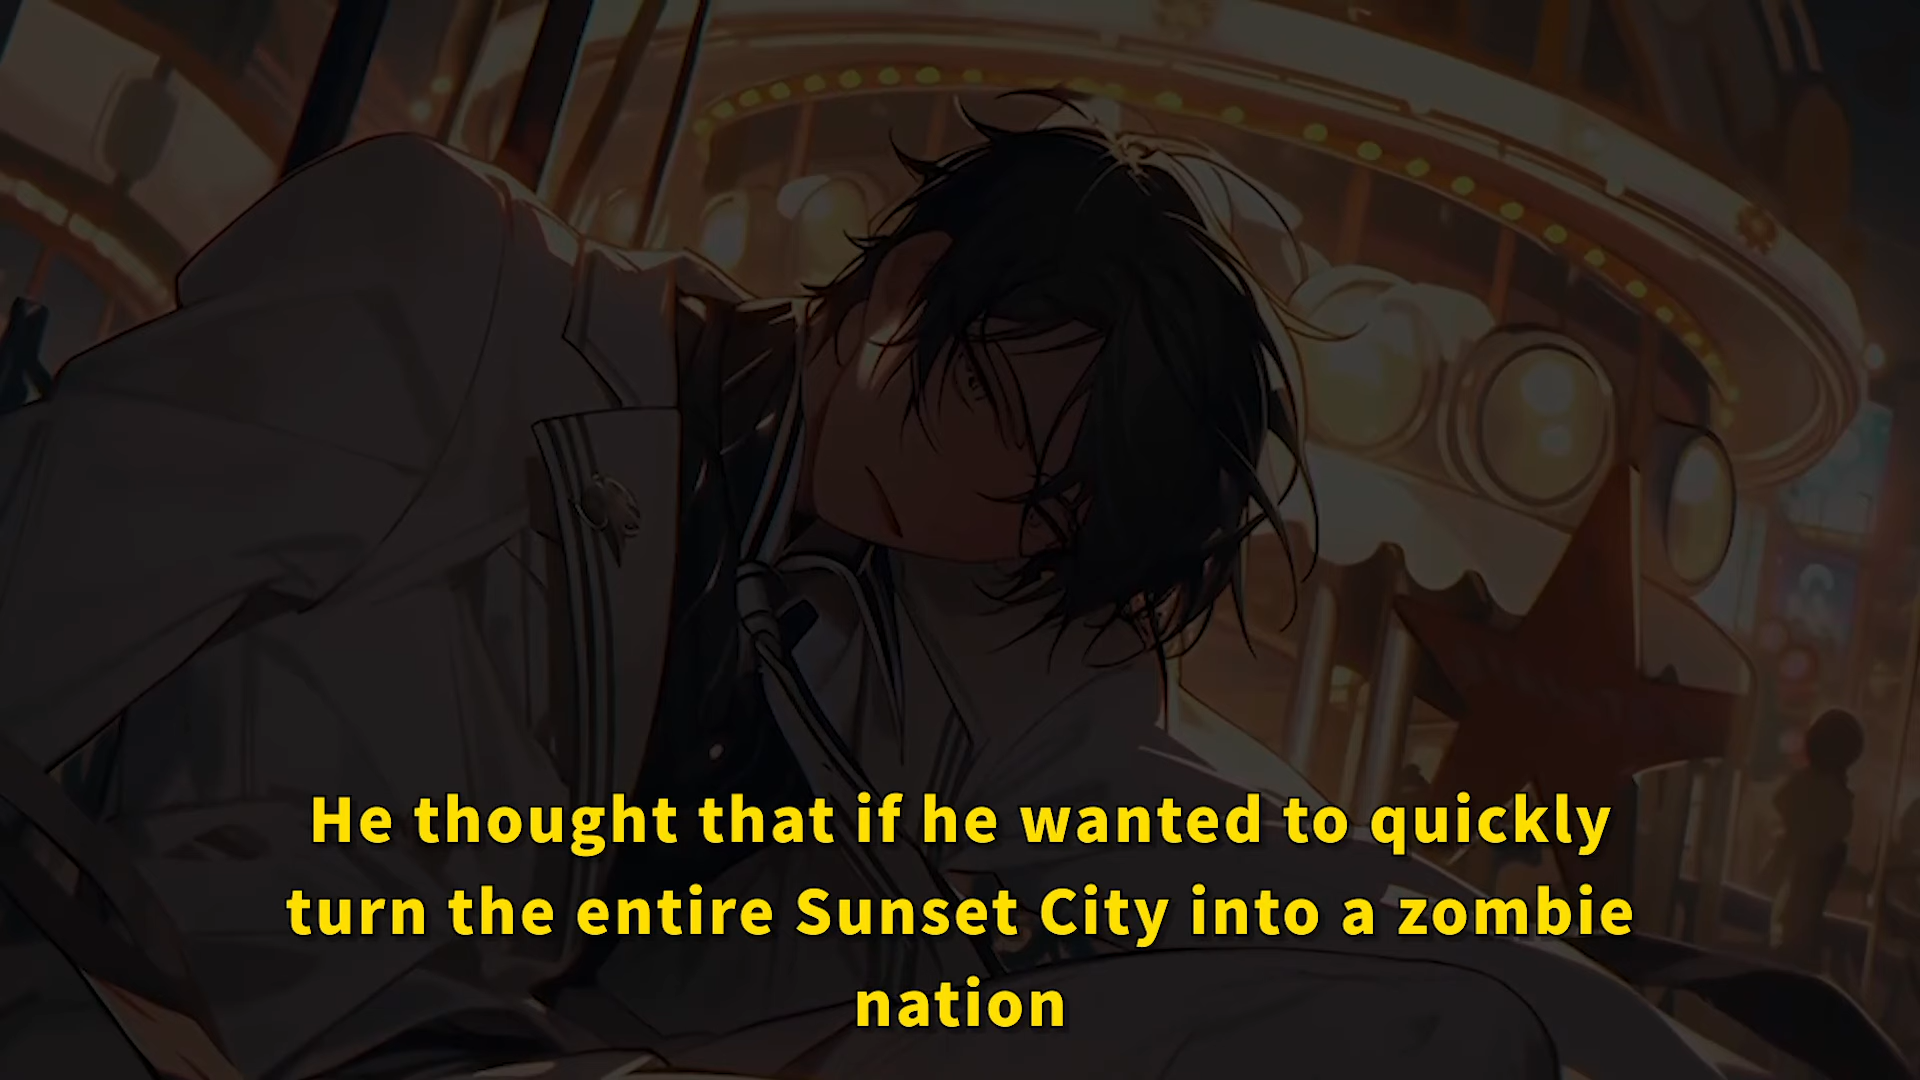 He thought that if he wanted to quickly
turn the entire Sunset City into a zombie
nation